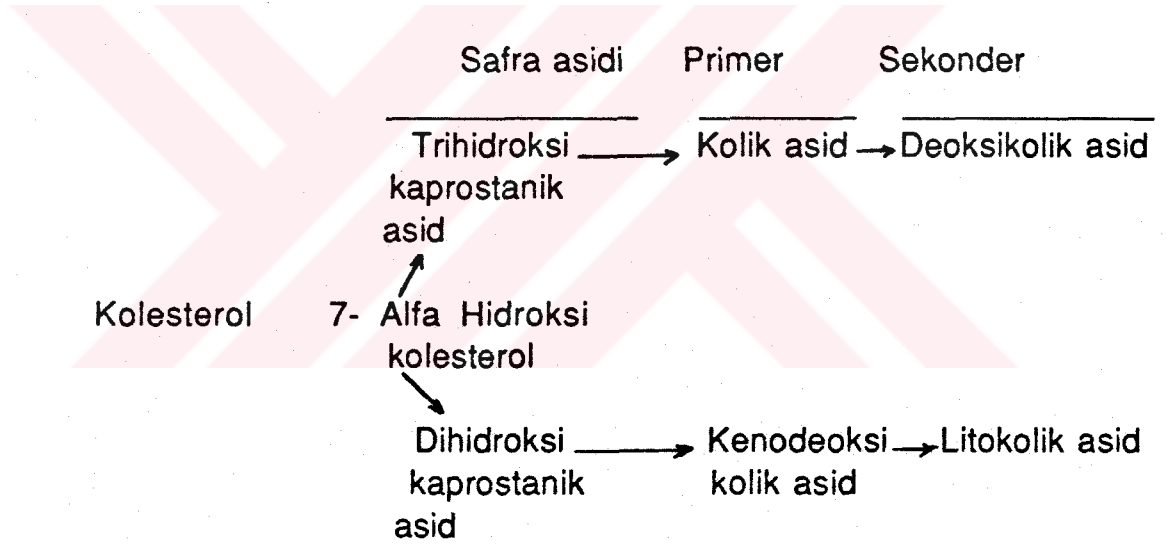 Safra asidi Primer Sekonder
Trihidroksi → Kolik asid → Deoksikolik asid
kaprostanik
asid
Kolesterol 7- Alfa Hidroksi
kolesterol
Dihidroksi → Kenodeoksi → Litokolik asid
kaprostanik kolik asid
asid